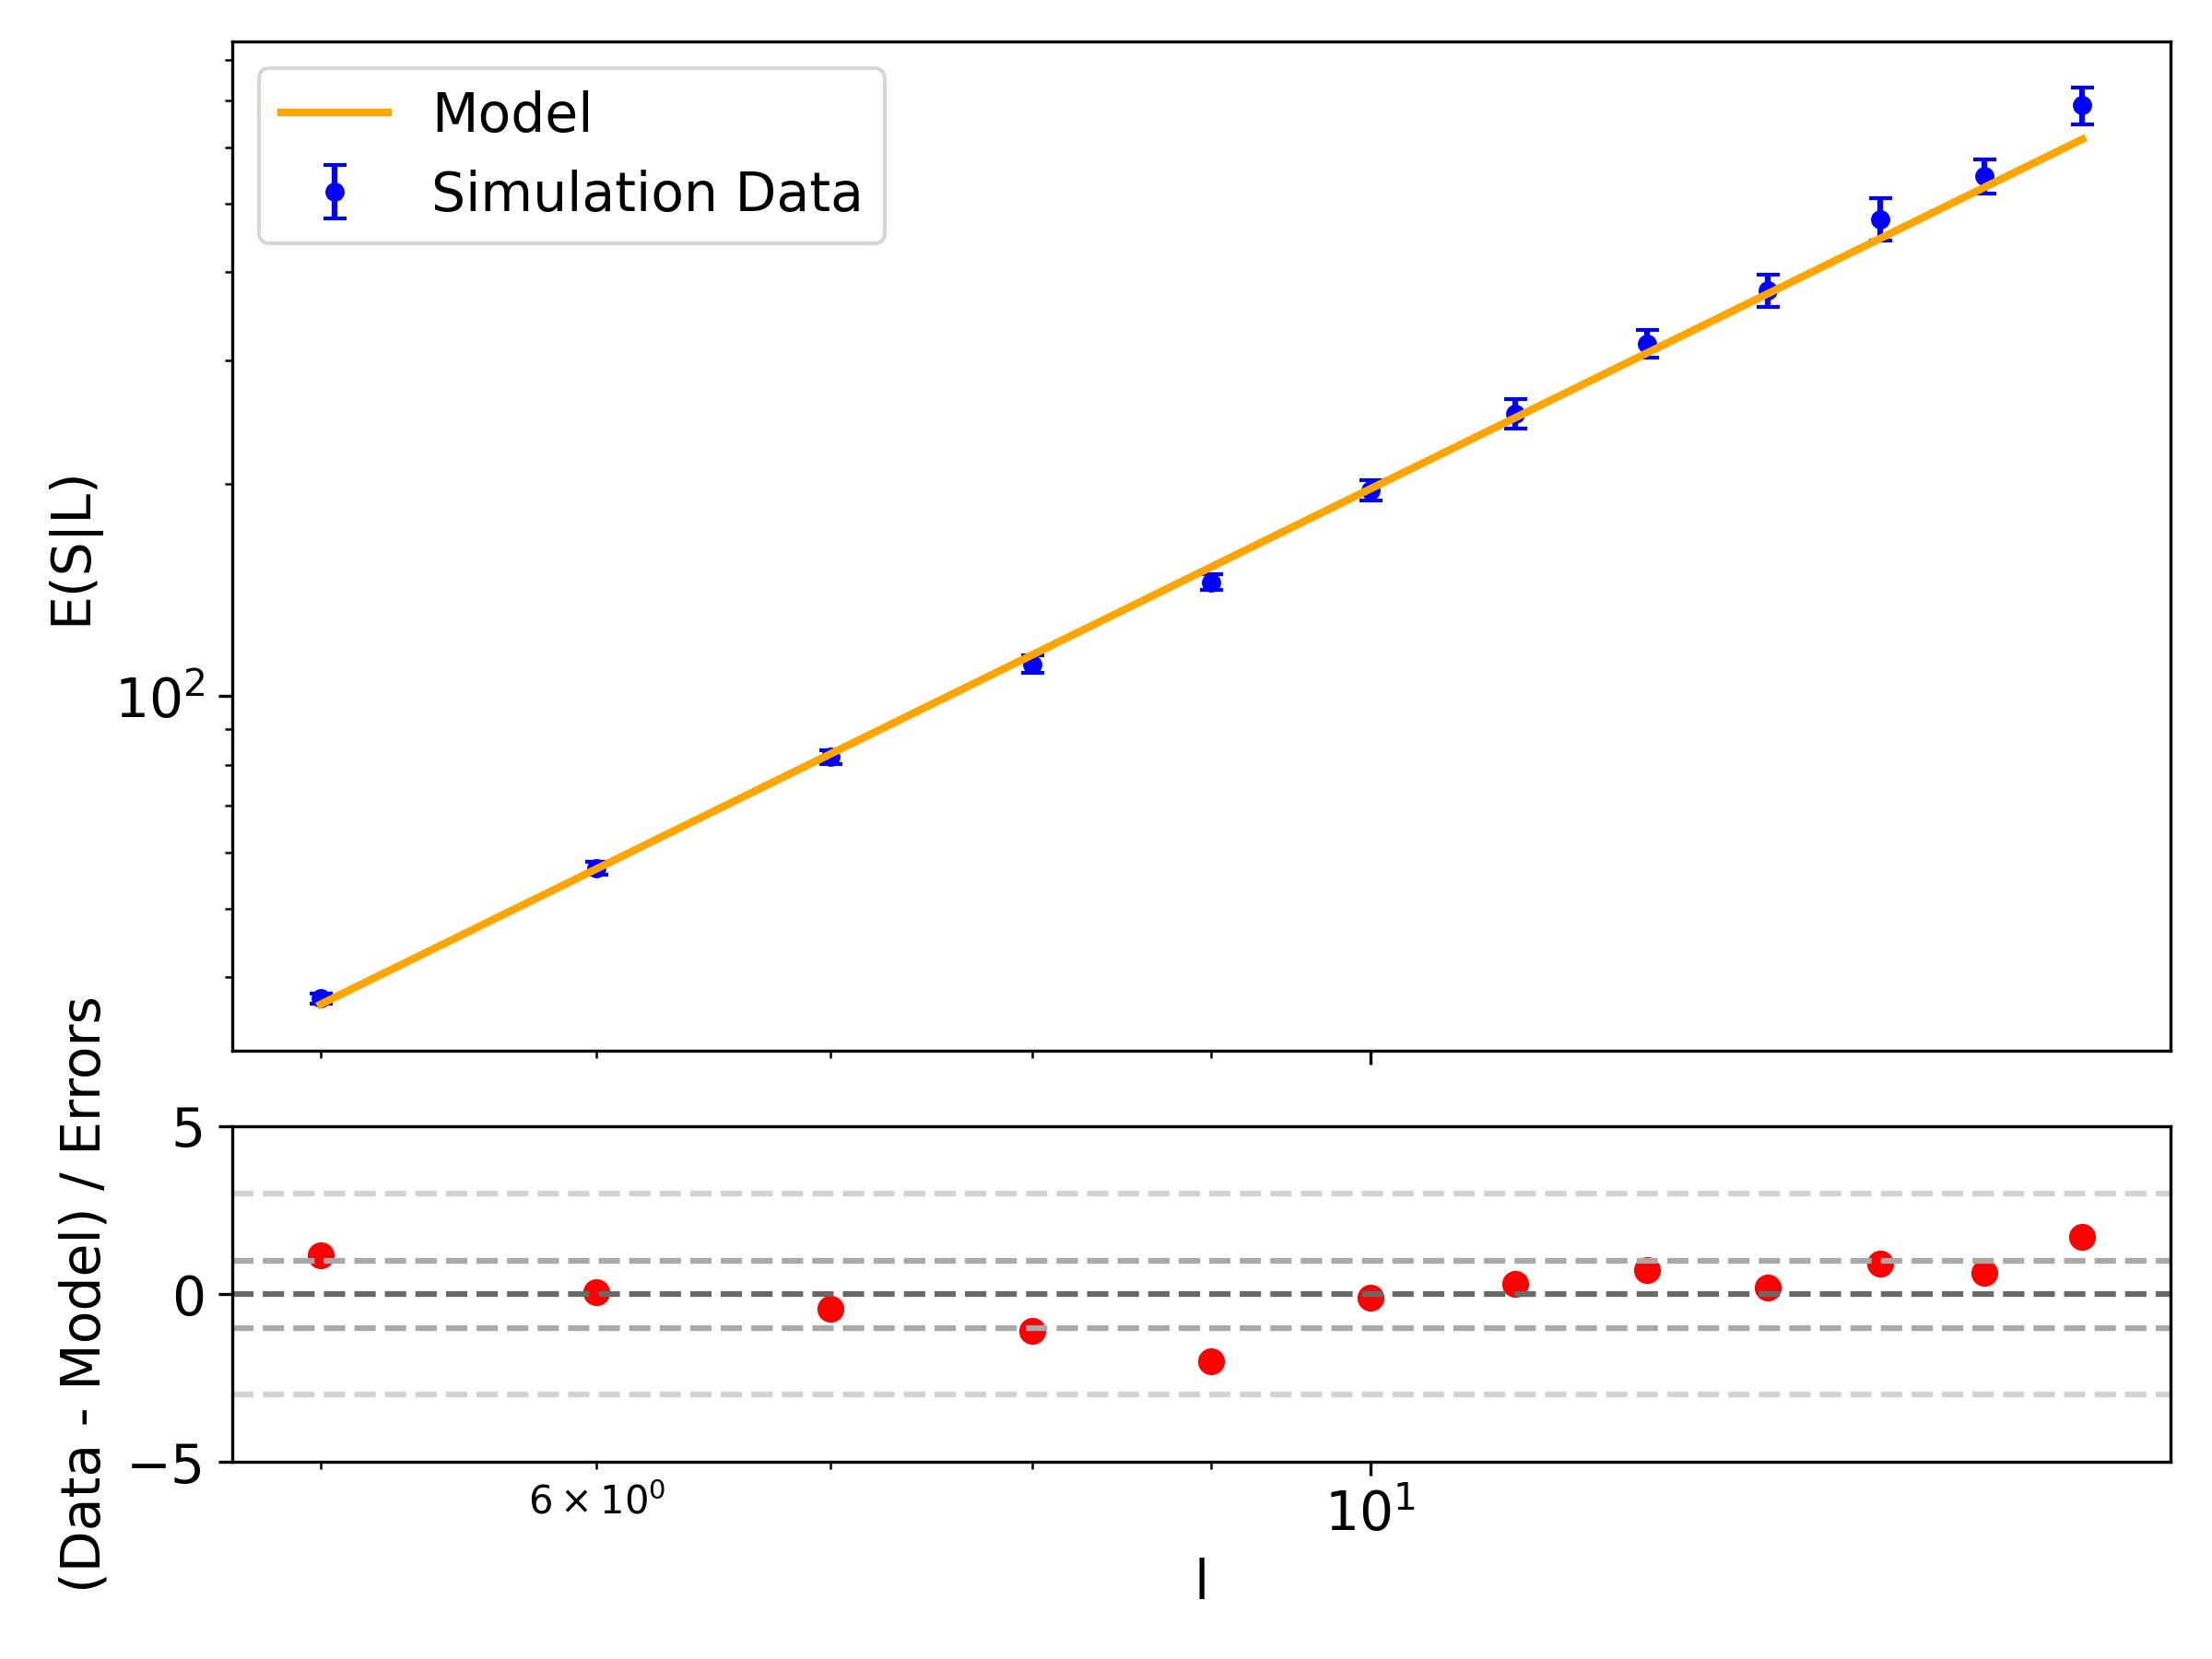 Model
Simulation Data
E(S|L)
10²
(Data - Model) / Errors
5
0
−5
6 × 10⁰
10¹
l